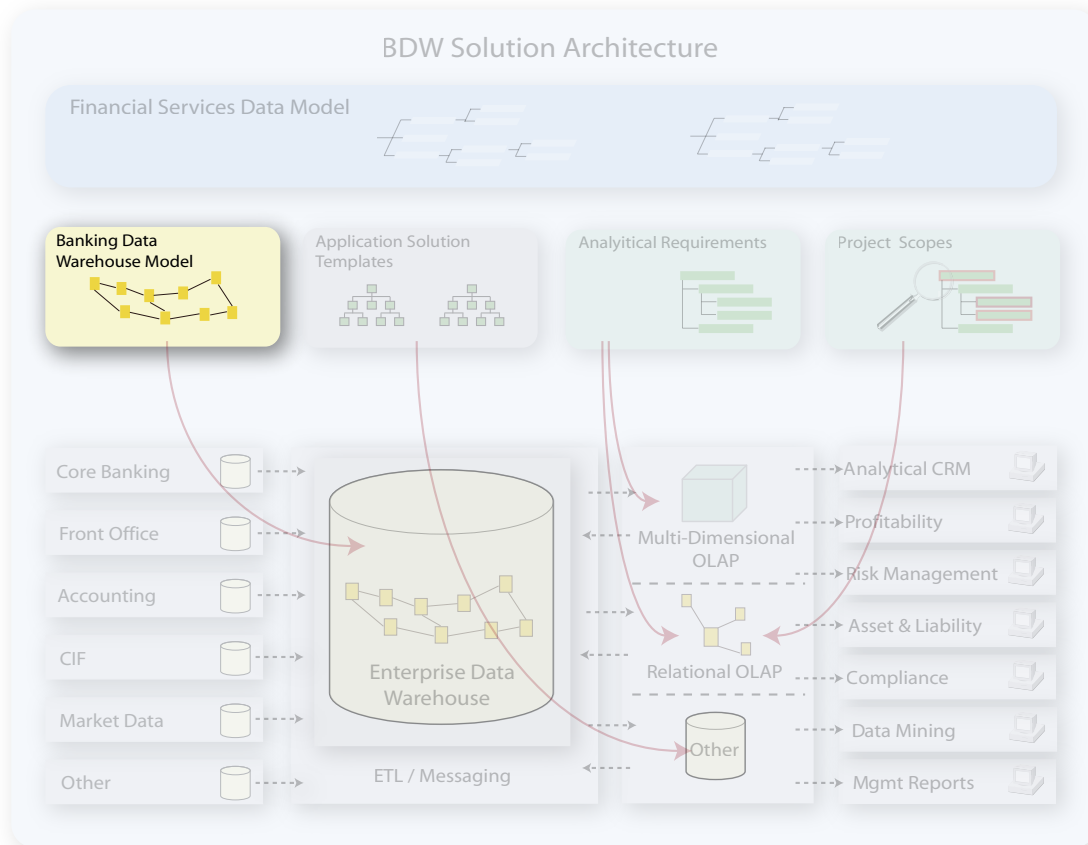 BDW Solution Architecture
Financial Services Data Model
Banking Data
Warehouse Model
Application Solution
Templates
Analyitical Requirements
Project Scopes
Core Banking
Front Office
Accounting
CIF
Market Data
Other
Enterprise Data
Warehouse
ETL / Messaging
Multi-Dimensional
OLAP
Relational OLAP
Other
Analytical CRM
Profitability
Risk Management
Asset & Liability
Compliance
Data Mining
Mgmt Reports